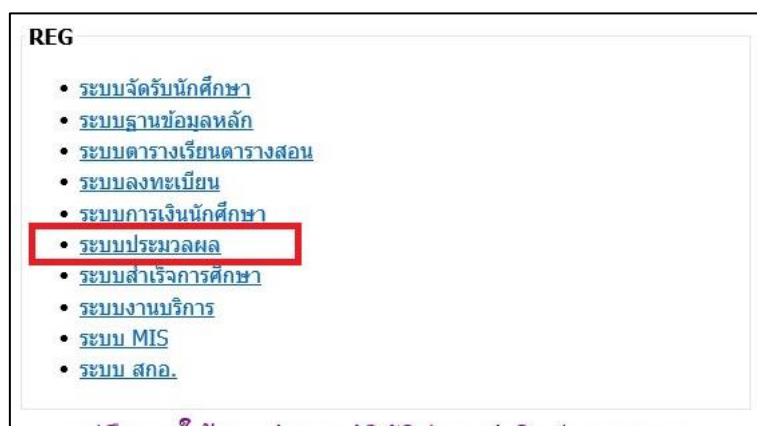 REG
• ระบบจัดรับนักศึกษา
• ระบบฐานข้อมูลหลัก
• ระบบตารางเรียนตารางสอน
• ระบบลงทะเบียน
• ระบบการเงินนักศึกษา
• ระบบประมวลผล
• ระบบสำเร็จการศึกษา
• ระบบงานบริการ
• ระบบ MIS
• ระบบ สกอ.